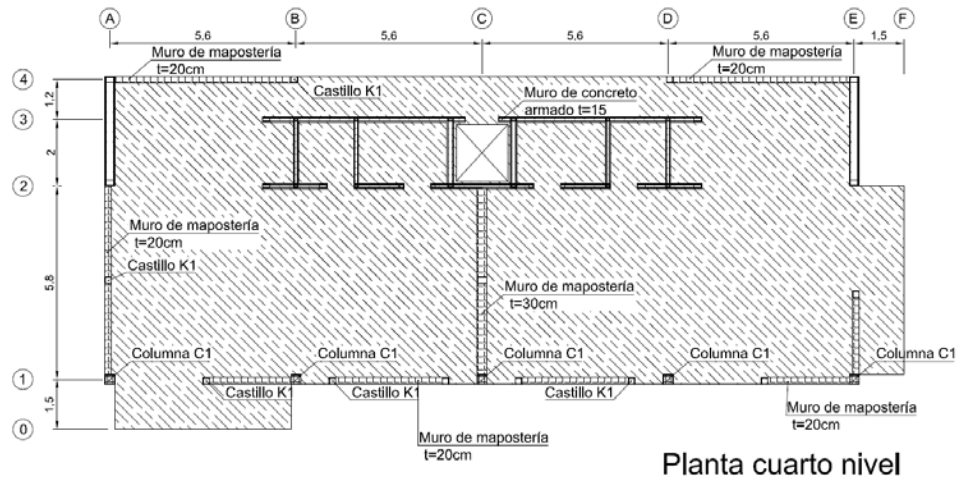 A B C D E F
5,6 5,6 5,6 5,6 1,5
Muro de mapostería
t=20cm
Muro de mapostería
t=20cm
4
Castillo K1
Muro de concreto
armado t=15
1,2
3
2
2
Muro de mapostería
t=20cm
Castillo K1
5,8
Muro de mapostería
t=30cm
Columna C1
Columna C1
Columna C1
Columna C1
Columna C1
1
Castillo K1
Castillo K1
Castillo K1
1,5
Muro de mapostería
t=20cm
0
Muro de mapostería
t=20cm
Planta cuarto nivel